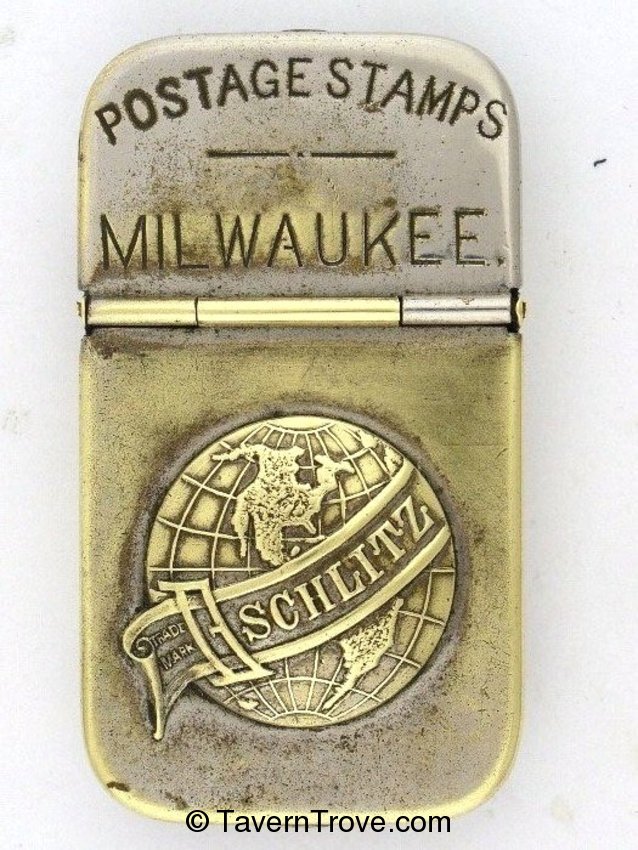 POSTAGE STAMPS
MILWAUKEE.
SCHLITZ
TRADE
MARK
© TavernTrove.com